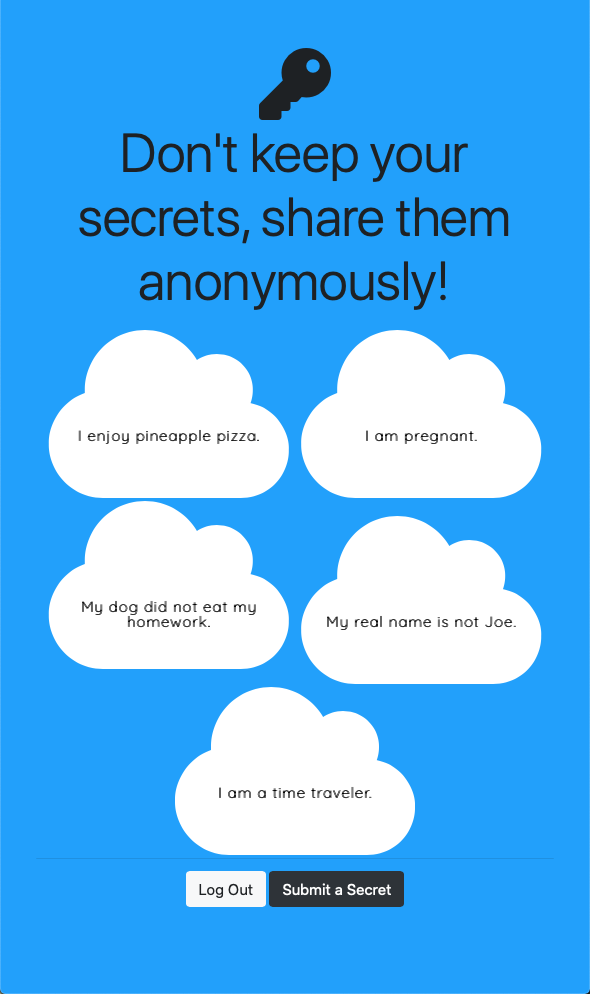 Don't keep your
secrets, share them
anonymously!
I enjoy pineapple pizza.
I am pregnant.
My dog did not eat my
homework.
My real name is not Joe.
I am a time traveler.
Log Out
Submit a Secret